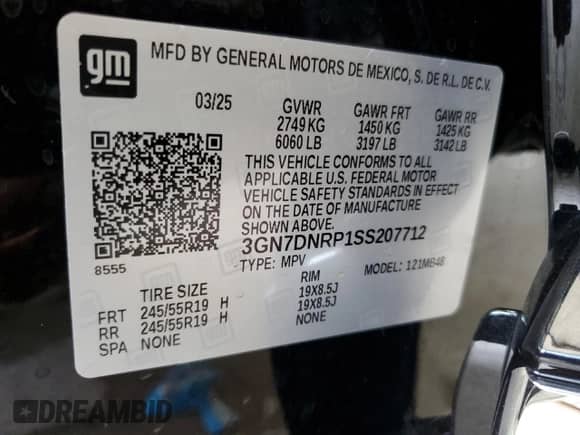 gm
MFD BY GENERAL MOTORS DE MEXICO, S. DE R.L. DE C.V.
03/25 GVWR GAWR FRT GAWR RR
2749 KG 1450 KG 1425 KG
6060 LB 3197 LB 3142 LB
THIS VEHICLE CONFORMS TO ALL
APPLICABLE U.S. FEDERAL MOTOR
VEHICLE SAFETY STANDARDS IN EFFECT
ON THE DATE OF MANUFACTURE
SHOWN ABOVE.
3GN7DNRP1SS207712
8555 TYPE: MPV MODEL: 121MB48
TIRE SIZE RIM
FRT 245/55R19 H 19X8.5J
RR 245/55R19 H 19X8.5J
SPA NONE NONE
DREAMBID